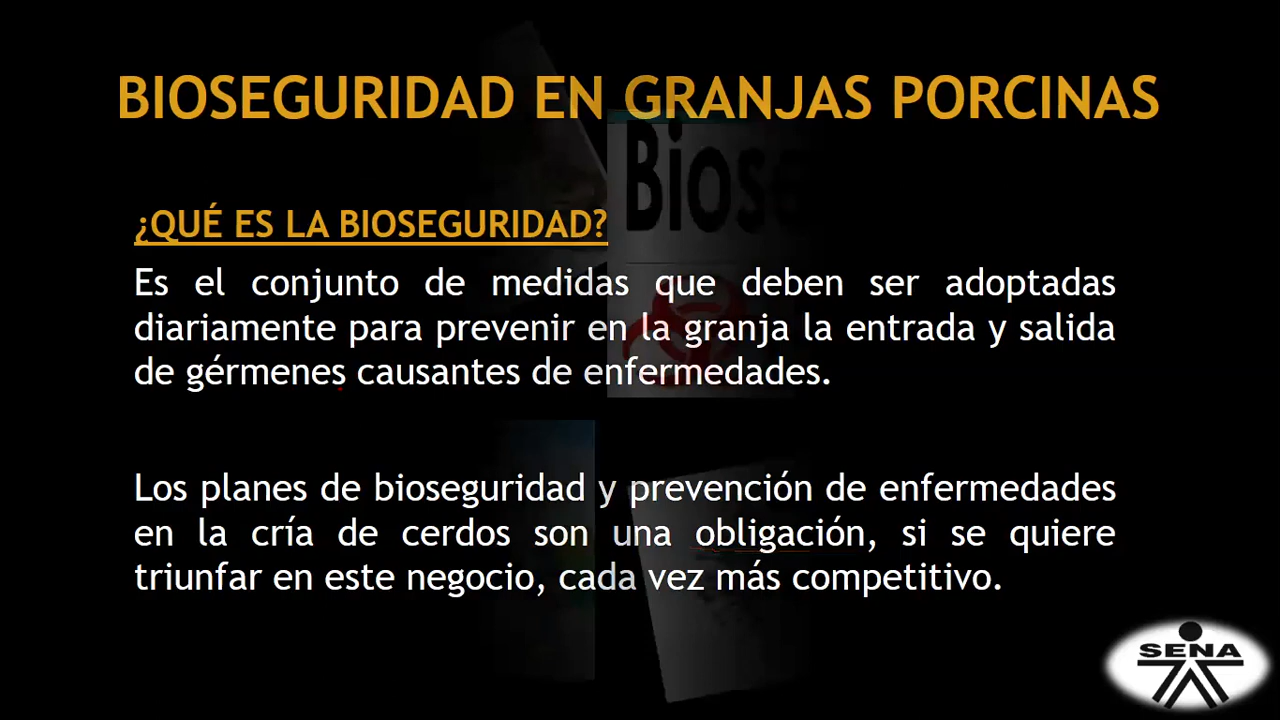 BIOSEGURIDAD EN GRANJAS PORCINAS
Biose
¿QUÉ ES LA BIOSEGURIDAD?
Es el conjunto de medidas que deben ser adoptadas
diariamente para prevenir en la granja la entrada y salida
de gérmenes causantes de enfermedades.
Los planes de bioseguridad y prevención de enfermedades
en la cría de cerdos son una obligación, si se quiere
triunfar en este negocio, cada vez más competitivo.
SENA